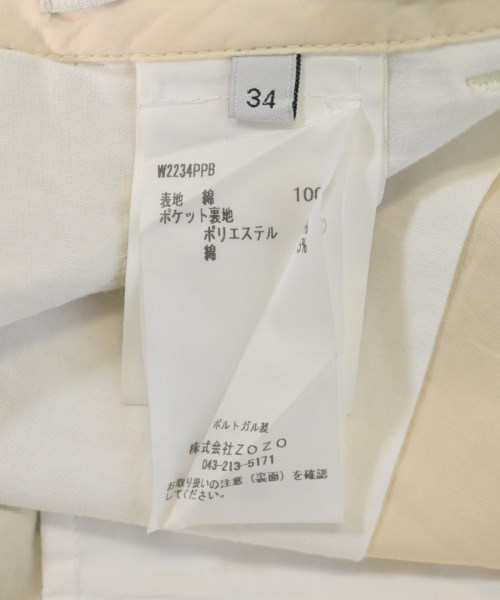 34
W2234PPB
表地 綿 100
ポケット裏地
ポリエステル
綿 %
ポルトガル製
株式会社ZOZO
043-213-5171
お取り扱いの注意(裏面)を確認
してください。